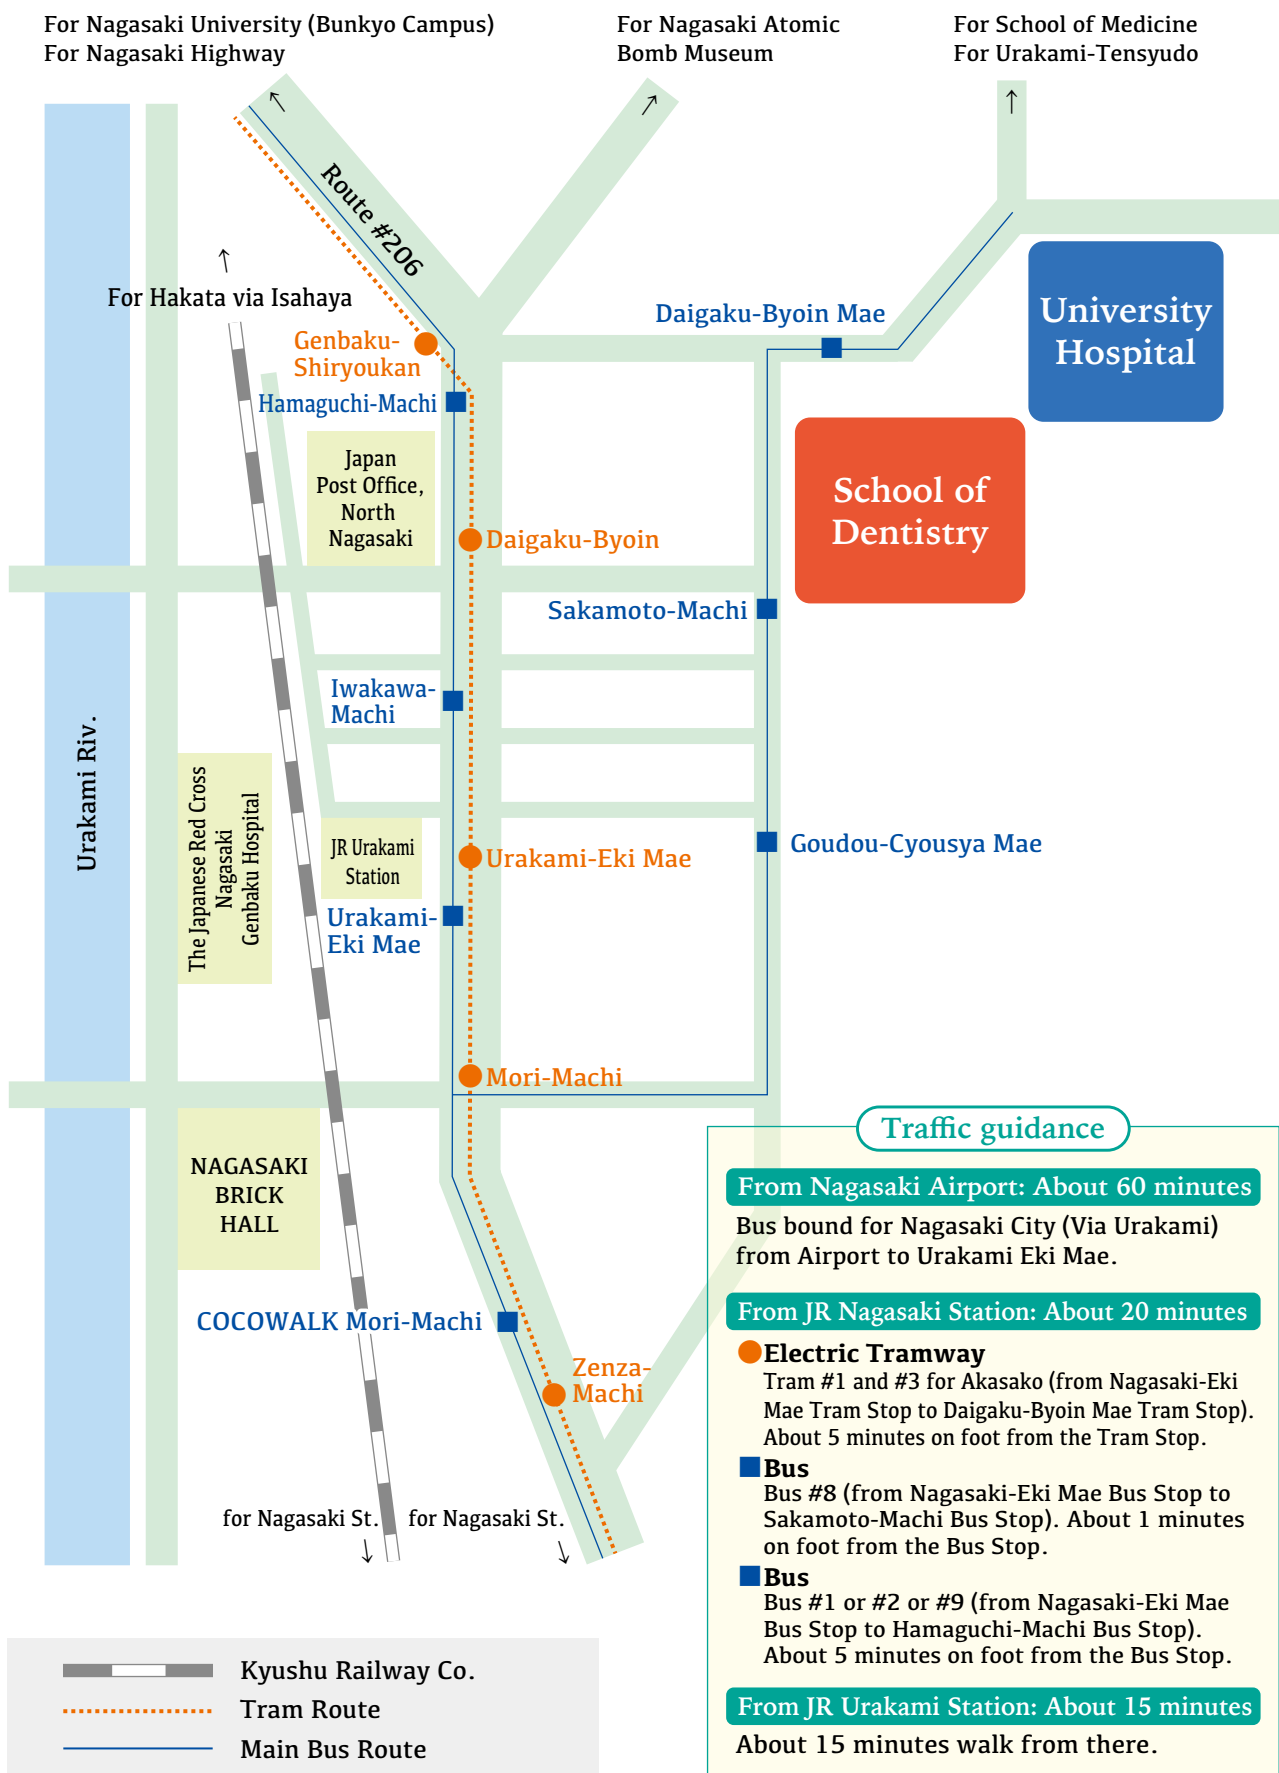 For Nagasaki University (Bunkyo Campus)
For Nagasaki Highway
For Nagasaki Atomic
Bomb Museum
For School of Medicine
For Urakami-Tensyudo
Route #206
For Hakata via Isahaya
Genbaku-
Shiryoukan
Hamaguchi-Machi
Daigaku-Byoin Mae
University
Hospital
School of
Dentistry
Japan
Post Office,
North
Nagasaki
Daigaku-Byoin
Sakamoto-Machi
Iwakawa-
Machi
Urakami Riv.
The Japanese Red Cross
Nagasaki
Genbaku Hospital
JR Urakami
Station
Urakami-Eki Mae
Goudou-Cyousya Mae
Urakami-
Eki Mae
Mori-Machi
NAGASAKI
BRICK
HALL
COCOWALK Mori-Machi
Zenza-
Machi
for Nagasaki St.
for Nagasaki St.
Kyushu Railway Co.
Tram Route
Main Bus Route
Traffic guidance
From Nagasaki Airport: About 60 minutes
Bus bound for Nagasaki City (Via Urakami)
from Airport to Urakami Eki Mae.
From JR Nagasaki Station: About 20 minutes
Electric Tramway
Tram #1 and #3 for Akasako (from Nagasaki-Eki
Mae Tram Stop to Daigaku-Byoin Mae Tram Stop).
About 5 minutes on foot from the Tram Stop.
Bus
Bus #8 (from Nagasaki-Eki Mae Bus Stop to
Sakamoto-Machi Bus Stop). About 1 minutes
on foot from the Bus Stop.
Bus
Bus #1 or #2 or #9 (from Nagasaki-Eki Mae
Bus Stop to Hamaguchi-Machi Bus Stop).
About 5 minutes on foot from the Bus Stop.
From JR Urakami Station: About 15 minutes
About 15 minutes walk from there.